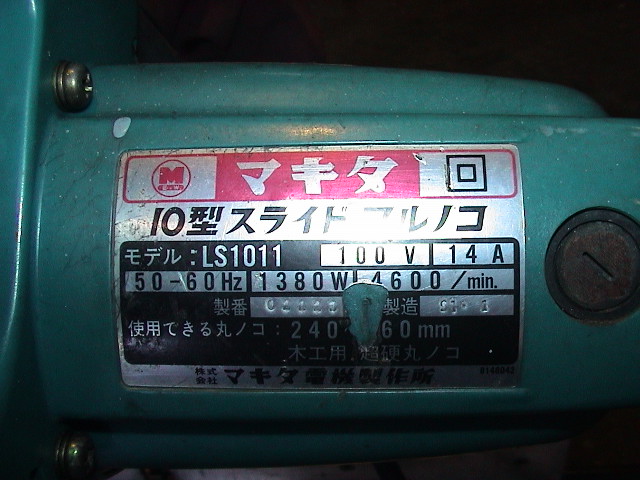 M
マキタ
10型 スライド マルノコ
モデル:LS1011 100 V 14 A
50-60Hz 1380W 4600/min.
製番 製造
使用できる丸ノコ:240 60mm
木工用.超硬丸ノコ
株式会社 マキタ電機製作所